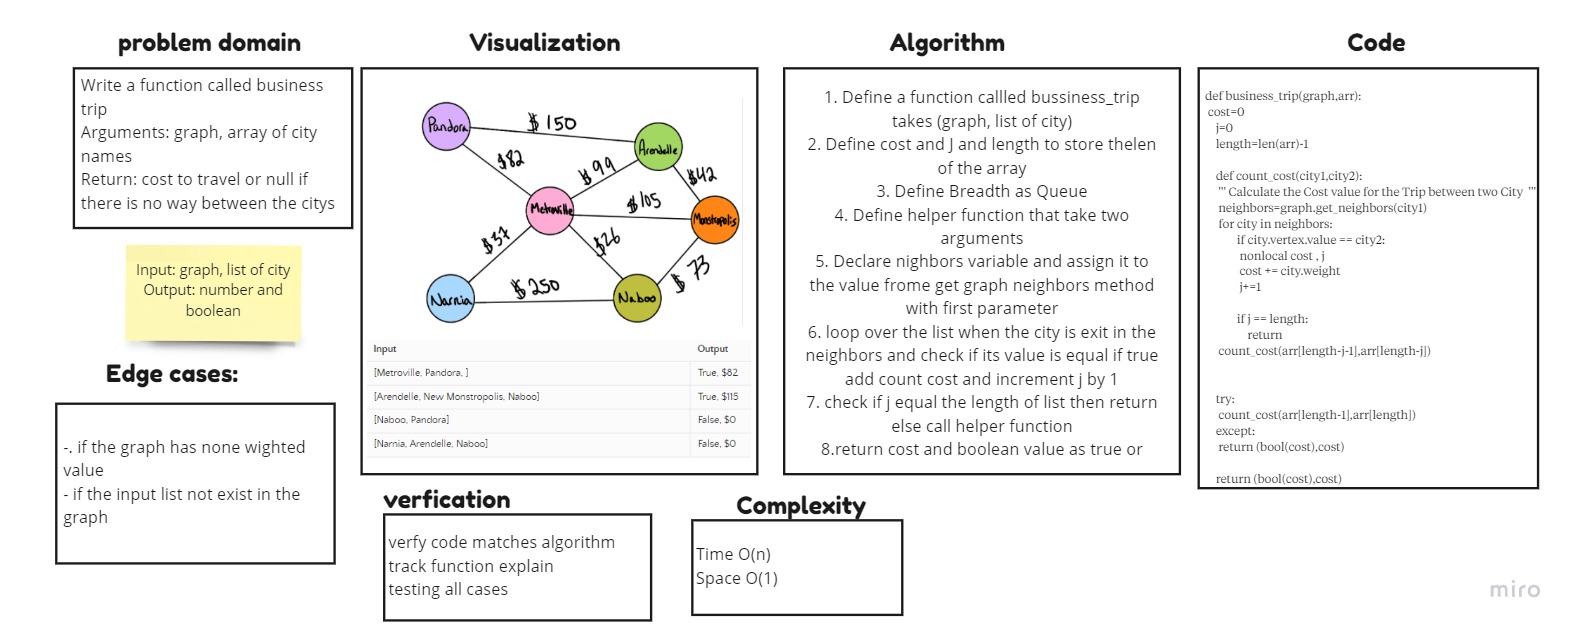 problem domain
Write a function called business
trip
Arguments: graph, array of city
names
Return: cost to travel or null if
there is no way between the citys
Input: graph, list of city
Output: number and
boolean
Edge cases:
-. if the graph has none wighted
value
- if the input list not exist in the
graph
Visualization
Pandora
$ 150
Arendelle
$82
$99
$42
Metroville
$105
Monstropolis
$37
$26
$ 73
Narnia
$ 250
Naboo
Input Output
[Metroville, Pandora, ] True, $82
[Arendelle, New Monstropolis, Naboo] True, $115
[Naboo, Pandora] False, $0
[Narnia, Arendelle, Naboo] False, $0
verfication
verfy code matches algorithm
track function explain
testing all cases
Complexity
Time O(n)
Space O(1)
Algorithm
1. Define a function callled bussiness_trip
takes (graph, list of city)
2. Define cost and J and length to store thelen
of the array
3. Define Breadth as Queue
4. Define helper function that take two
arguments
5. Declare nighbors variable and assign it to
the value frome get graph neighbors method
with first parameter
6. loop over the list when the city is exit in the
neighbors and check if its value is equal if true
add count cost and increment j by 1
7. check if j equal the length of list then return
else call helper function
8.return cost and boolean value as true or
Code
def business_trip(graph,arr):
cost=0
j=0
length=len(arr)-1
def count_cost(city1,city2):
''' Calculate the Cost value for the Trip between two City '''
neighbors=graph.get_neighbors(city1)
for city in neighbors:
if city.vertex.value == city2:
nonlocal cost , j
cost += city.weight
j+=1
if j == length:
return
count_cost(arr[length-j-1],arr[length-j])
try:
count_cost(arr[length-1],arr[length])
except:
return (bool(cost),cost)
return (bool(cost),cost)
miro